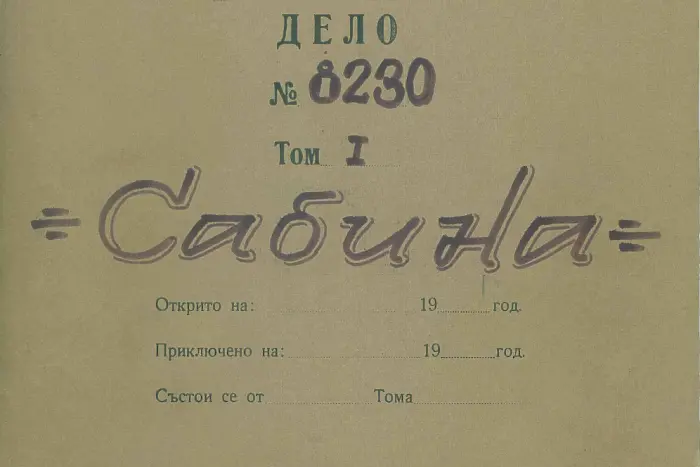 ДЕЛО
№ 8230
Том I
Сабина
Открито на: 19 год.
Приключено на: 19 год.
Състои се от Тома